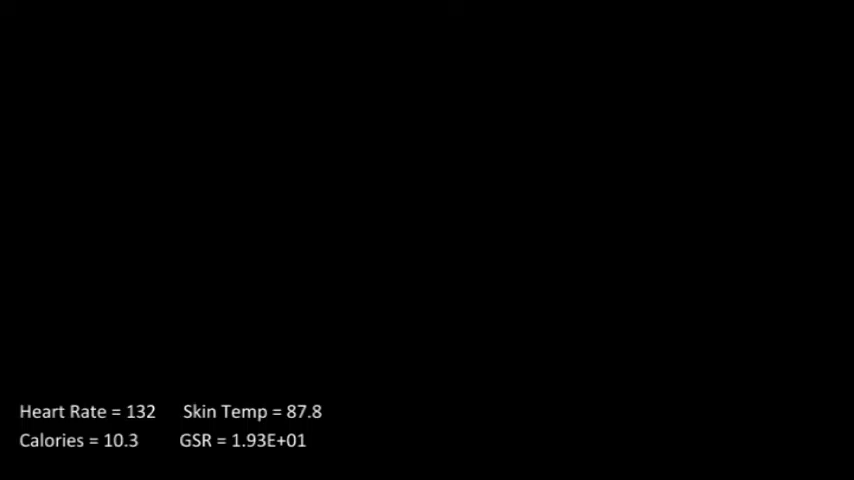 Heart Rate = 132 Skin Temp = 87.8
Calories = 10.3 GSR = 1.93E+01